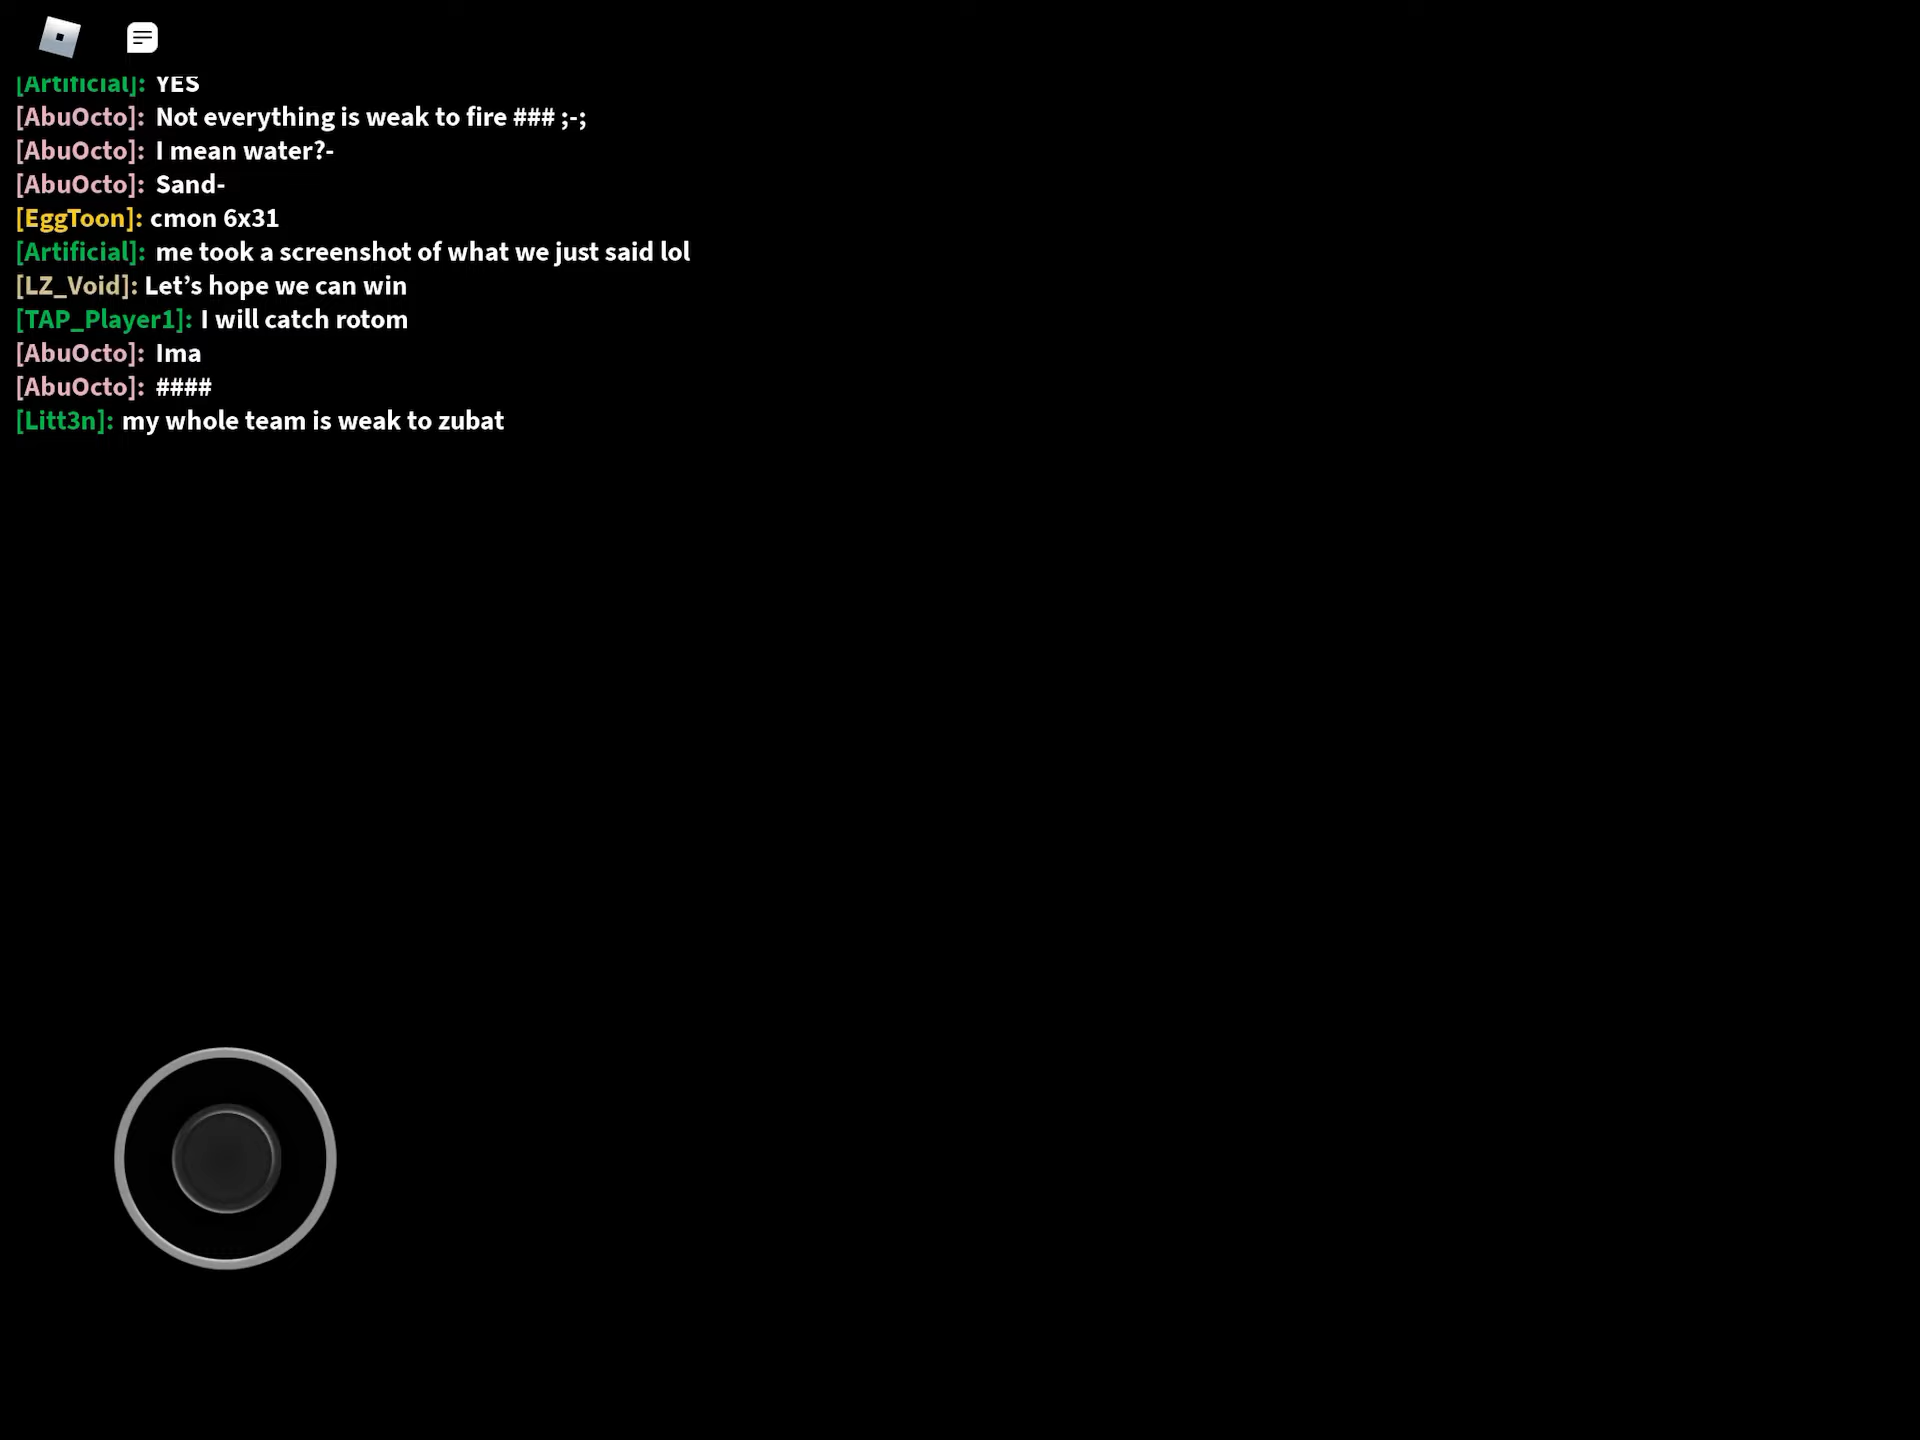 [Artificial]: YES
[AbuOcto]: Not everything is weak to fire ### ;-;
[AbuOcto]: I mean water?-
[AbuOcto]: Sand-
[EggToon]: cmon 6x31
[Artificial]: me took a screenshot of what we just said lol
[LZ_Void]: Let’s hope we can win
[TAP_Player1]: I will catch rotom
[AbuOcto]: Ima
[AbuOcto]: ####
[Litt3n]: my whole team is weak to zubat